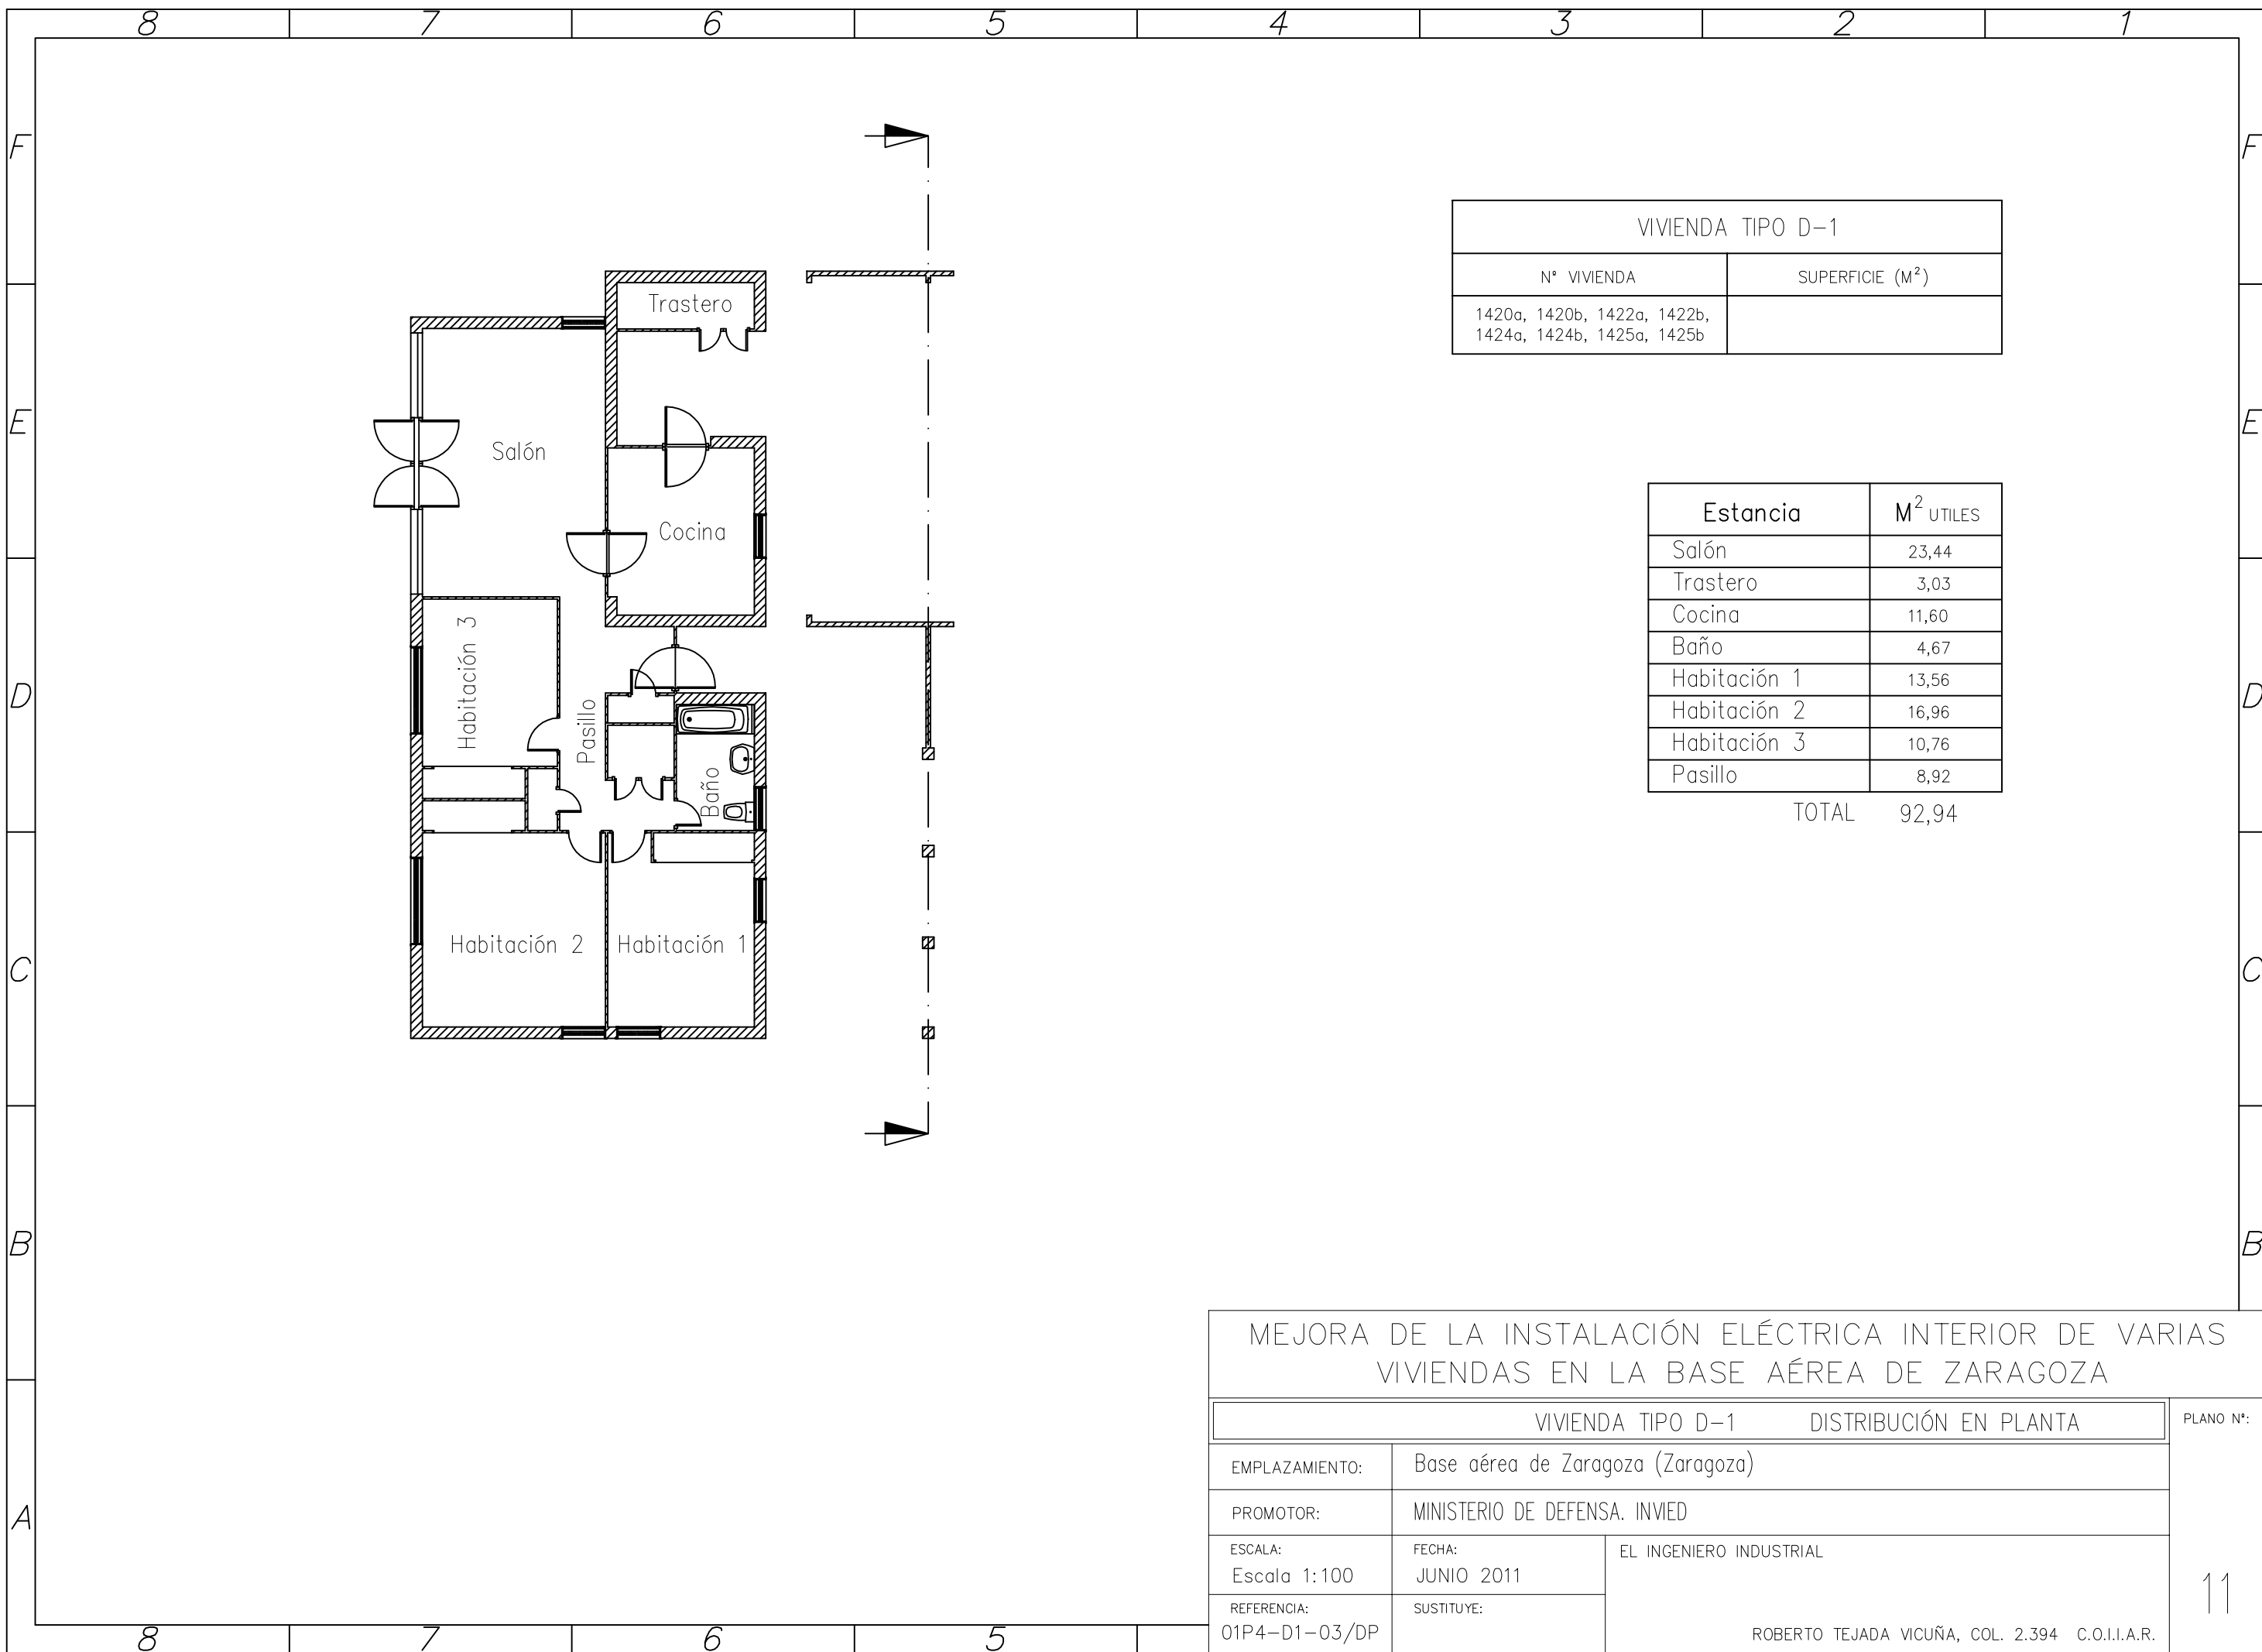 8 7 6 5 4 3 2 1
F F
E E
D D
C C
B B
A
VIVIENDA TIPO D-1
Nº VIVIENDA SUPERFICIE (M²)
1420a, 1420b, 1422a, 1422b,
1424a, 1424b, 1425a, 1425b
Trastero
Salón
Cocina
Habitación 3
Pasillo
Baño
Habitación 2
Habitación 1
Estancia M² UTILES
Salón 23,44
Trastero 3,03
Cocina 11,60
Baño 4,67
Habitación 1 13,56
Habitación 2 16,96
Habitación 3 10,76
Pasillo 8,92
TOTAL 92,94
MEJORA DE LA INSTALACIÓN ELÉCTRICA INTERIOR DE VARIAS
VIVIENDAS EN LA BASE AÉREA DE ZARAGOZA
VIVIENDA TIPO D-1 DISTRIBUCIÓN EN PLANTA
PLANO Nº:
11
EMPLAZAMIENTO: Base aérea de Zaragoza (Zaragoza)
PROMOTOR: MINISTERIO DE DEFENSA. INVIED
ESCALA:
Escala 1:100
FECHA:
JUNIO 2011
EL INGENIERO INDUSTRIAL
REFERENCIA:
01P4-D1-03/DP
SUSTITUYE:
ROBERTO TEJADA VICUÑA, COL. 2.394 C.O.I.I.A.R.
8 7 6 5